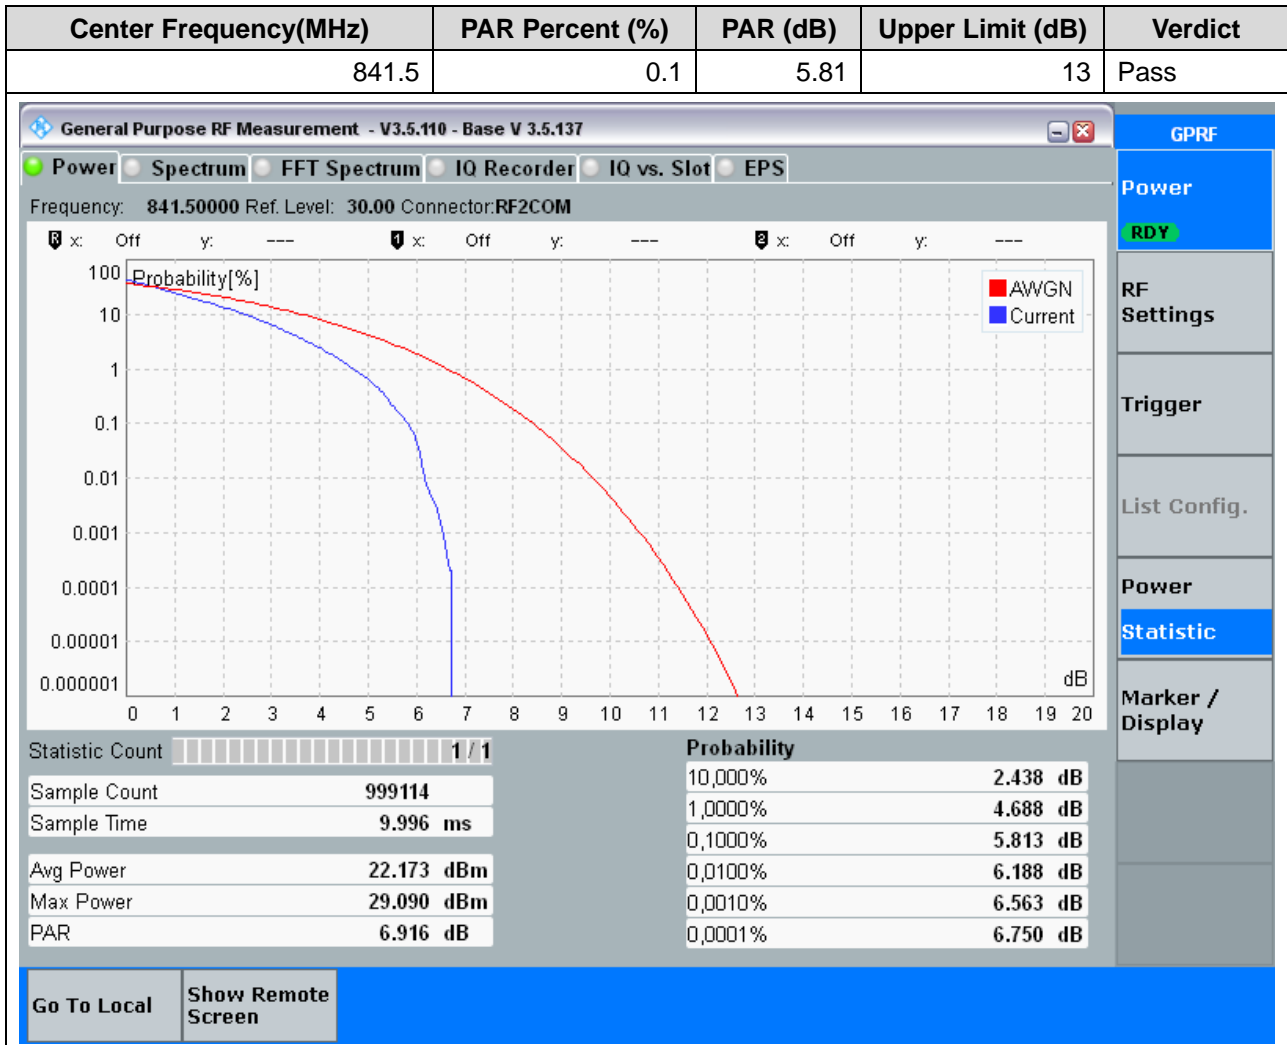 Center Frequency(MHz) PAR Percent (%) PAR (dB) Upper Limit (dB) Verdict
841.5 0.1 5.81 13 Pass
General Purpose RF Measurement - V3.5.110 - Base V 3.5.137
GPRF
Power Spectrum FFT Spectrum IQ Recorder IQ vs. Slot EPS
Power
RDY
Frequency: 841.50000 Ref. Level: 30.00 Connector:RF2COM
R x: Off y: --- 1 x: Off y: --- 2 x: Off y: ---
Probability[%]
AWGN
Current
100
10
1
0.1
0.01
0.001
0.0001
0.00001
0.000001
dB
0 1 2 3 4 5 6 7 8 9 10 11 12 13 14 15 16 17 18 19 20
RF
Settings
Trigger
List Config.
Power
Statistic
Marker /
Display
Statistic Count 1 / 1
Sample Count 999114
Sample Time 9.996 ms
Avg Power 22.173 dBm
Max Power 29.090 dBm
PAR 6.916 dB
Probability
10,000% 2.438 dB
1,0000% 4.688 dB
0,1000% 5.813 dB
0,0100% 6.188 dB
0,0010% 6.563 dB
0,0001% 6.750 dB
Go To Local
Show Remote
Screen